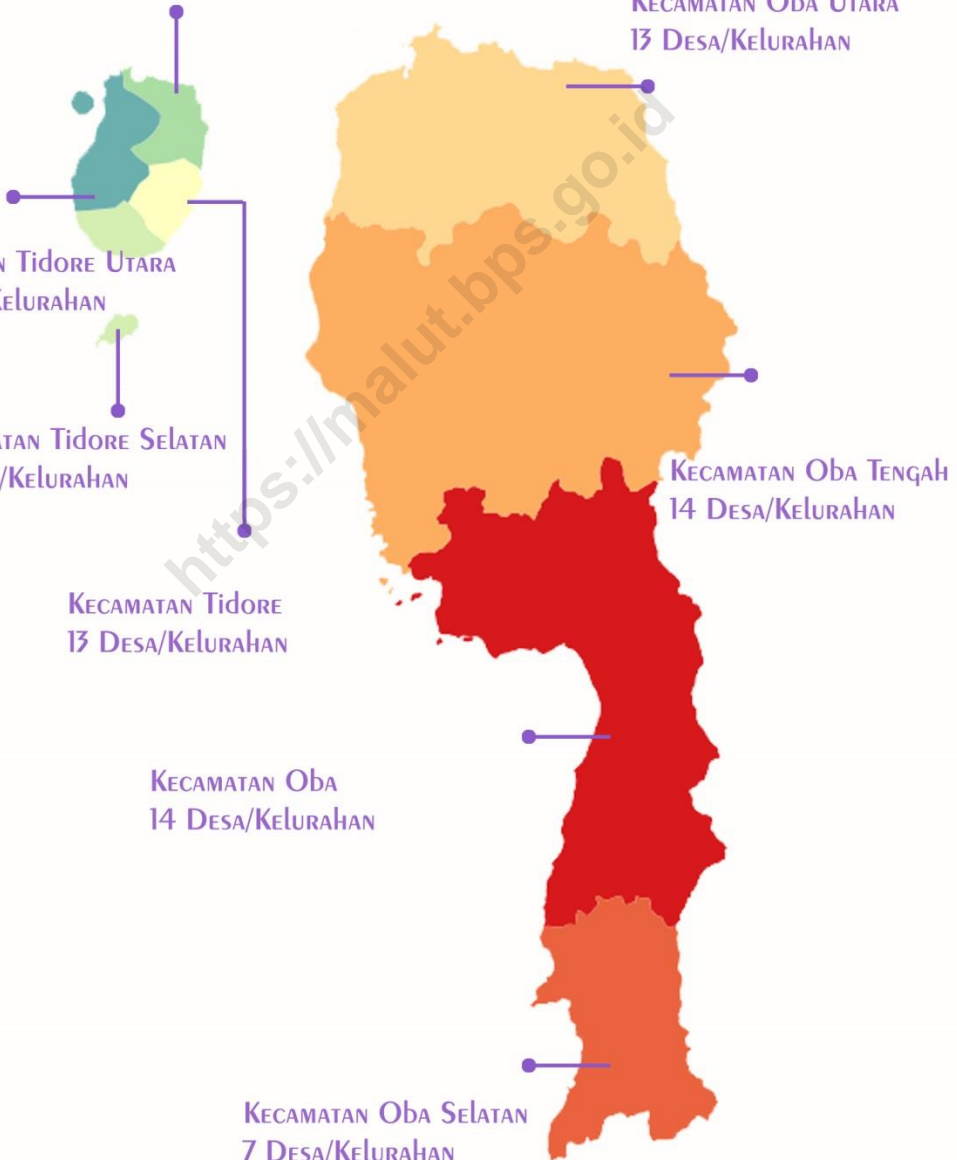 Kecamatan Oba Utara
13 Desa/Kelurahan
Tidore Utara
Kelurahan
Tidore Selatan
/Kelurahan
Kecamatan Oba Tengah
14 Desa/Kelurahan
Kecamatan Tidore
13 Desa/Kelurahan
Kecamatan Oba
14 Desa/Kelurahan
Kecamatan Oba Selatan
7 Desa/Kelurahan
https://malut.bps.go.id